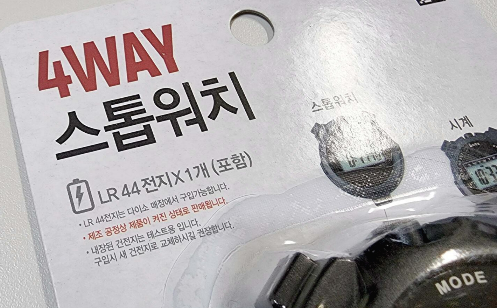 4WAY
스톱워치
스톱워치
시계
LR 44전지X1개 (포함)
• LR 44전지는 다이소 매장에서 구입가능합니다.
• 제조 공정상 제품이 켜진 상태로 판매됩니다.
• 내장된 건전지는 테스트용 입니다.
구입시 새 건전지로 교체하시길 권장합니다.
MODE